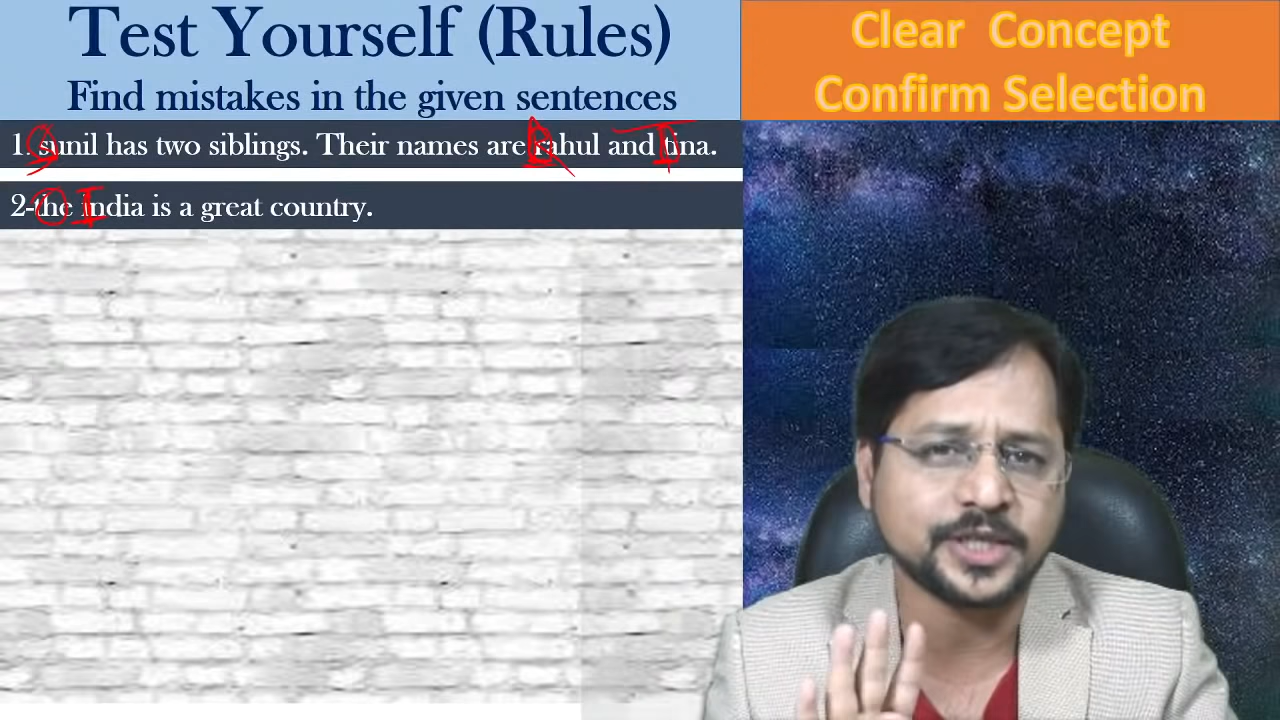 Test Yourself (Rules)
Find mistakes in the given sentences
Clear Concept
Confirm Selection
1. sunil has two siblings. Their names are rahul and tina.
S R T
2-the india is a great country.
I